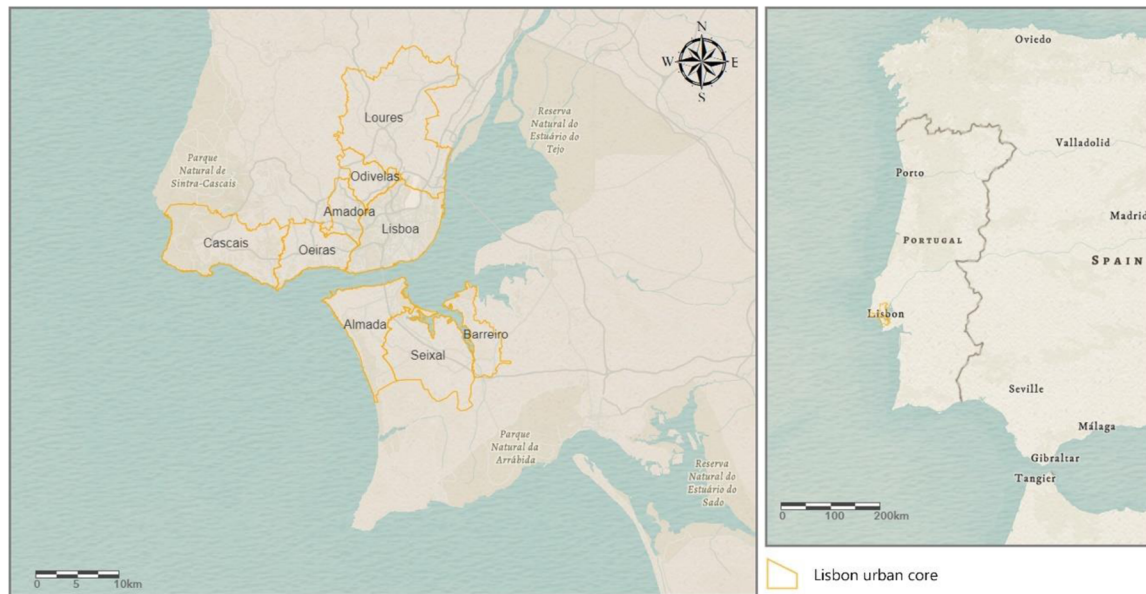 N
W E
S
Loures
Reserva
Natural do
Estuário do
Tejo
Parque
Natural de
Sintra-Cascais
Odivelas
Amadora
Lisboa
Cascais
Oeiras
Almada
Barreiro
Seixal
Parque
Natural da
Arrábida
Reserva
Natural do
Estuário do
Sado
0 5 10km
Oviedo
Valladolid
Porto
Madrid
PORTUGAL
SPAIN
Lisbon
Seville
Málaga
Gibraltar
Tangier
0 100 200km
Lisbon urban core